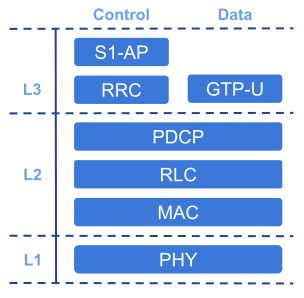 Control Data
S1-AP
L3 RRC GTP-U
PDCP
L2 RLC
MAC
L1 PHY